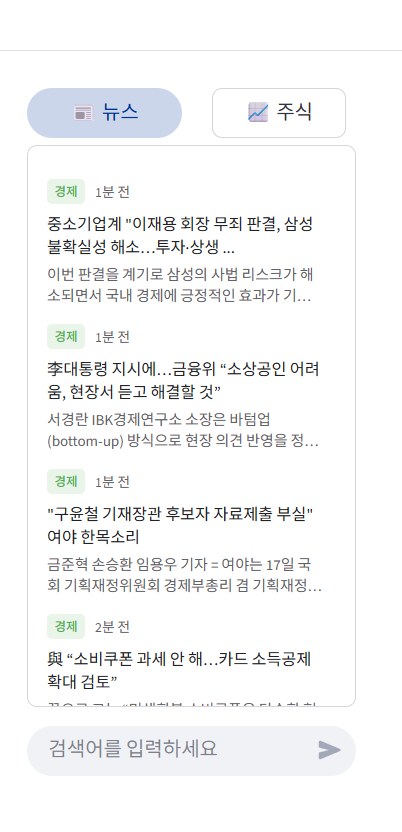 뉴스
주식
경제 1분 전
중소기업계 "이재용 회장 무죄 판결, 삼성
불확실성 해소…투자·상생 ...
이번 판결을 계기로 삼성의 사법 리스크가 해
소되면서 국내 경제에 긍정적인 효과가 기…
경제 1분 전
李대통령 지시에…금융위 “소상공인 어려
움, 현장서 듣고 해결할 것”
서경란 IBK경제연구소 소장은 바텀업
(bottom-up) 방식으로 현장 의견 반영을 정…
경제 1분 전
"구윤철 기재장관 후보자 자료제출 부실"
여야 한목소리
금준혁 손승환 임용우 기자 = 여야는 17일 국
회 기획재정위원회 경제부총리 겸 기획재정…
경제 2분 전
與 “소비쿠폰 과세 안 해…카드 소득공제
확대 검토”
검색어를 입력하세요